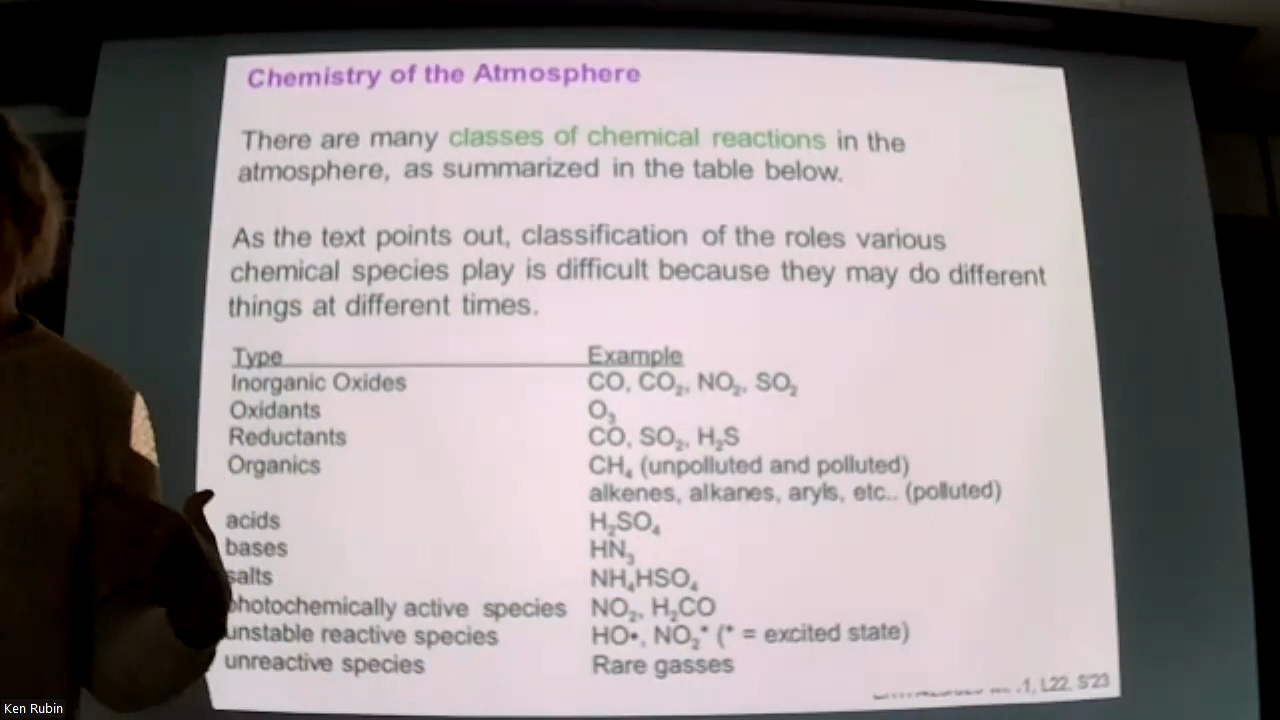 Chemistry of the Atmosphere
There are many classes of chemical reactions in the
atmosphere, as summarized in the table below.
As the text points out, classification of the roles various
chemical species play is difficult because they may do different
things at different times.
Type Example
Inorganic Oxides CO, CO₂, NO₂, SO₂
Oxidants O₃
Reductants CO, SO₂, H₂S
Organics CH₄ (unpolluted and polluted)
alkenes, alkanes, aryls, etc.. (polluted)
acids H₂SO₄
bases HN₃
salts NH₄HSO₄
photochemically active species NO₂, H₂CO
unstable reactive species HO•, NO₂* (* = excited state)
unreactive species Rare gasses
1, L22, S'23
Ken Rubin